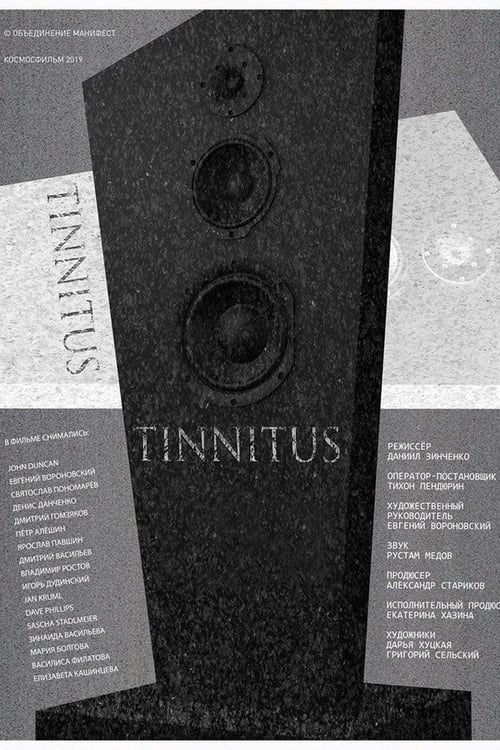 © ОБЪЕДИНЕНИЕ МАНИФЕСТ
КОСМОСФИЛЬМ 2019
TINNITUS
TINNITUS
В ФИЛЬМЕ СНИМАЛИСЬ:
JOHN DUNCAN
ЕВГЕНИЙ ВОРОНОВСКИЙ
СВЯТОСЛАВ ПОНОМАРЁВ
ДЕНИС ДАНЧЕНКО
ДМИТРИЙ ГОМЗЯКОВ
ПЁТР АЛЁШИН
ЯРОСЛАВ ПАВШИН
ДМИТРИЙ ВАСИЛЬЕВ
ВЛАДИМИР РОСТОВ
ИГОРЬ ДУДИНСКИЙ
JAN KRUML
DAVE PHILLIPS
SASCHA STADLMEIER
ЗИНАИДА ВАСИЛЬЕВА
МАРИЯ БОЛГОВА
ВАСИЛИСА ФИЛАТОВА
ЕЛИЗАВЕТА КАШИНЦЕВА
РЕЖИССЁР
ДАНИИЛ ЗИНЧЕНКО
ОПЕРАТОР-ПОСТАНОВЩИК
ТИХОН ПЕНДЮРИН
ХУДОЖЕСТВЕННЫЙ
РУКОВОДИТЕЛЬ
ЕВГЕНИЙ ВОРОНОВСКИЙ
ЗВУК
РУСТАМ МЕДОВ
ПРОДЮСЕР
АЛЕКСАНДР СТАРИКОВ
ИСПОЛНИТЕЛЬНЫЙ ПРОДЮС
ЕКАТЕРИНА ХАЗИНА
ХУДОЖНИКИ
ДАРЬЯ ХУЦКАЯ
ГРИГОРИЙ СЕЛЬСКИЙ